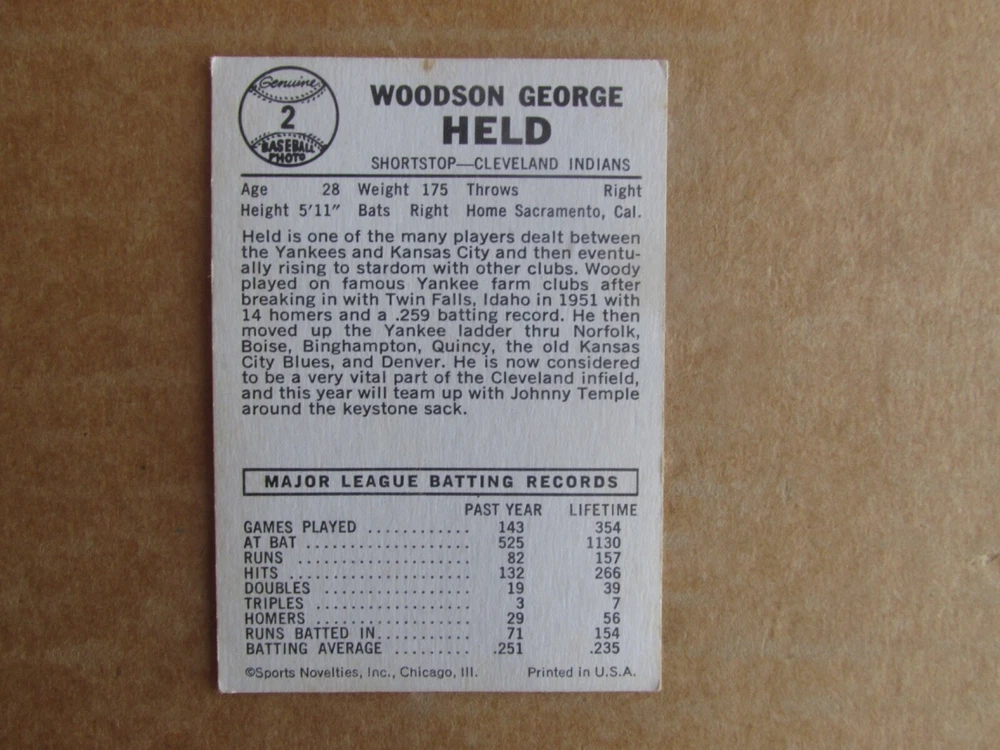 Genuine
2
BASEBALL
PHOTO
WOODSON GEORGE
HELD
SHORTSTOP—CLEVELAND INDIANS
Age 28 Weight 175 Throws Right
Height 5'11" Bats Right Home Sacramento, Cal.
Held is one of the many players dealt between
the Yankees and Kansas City and then eventu-
ally rising to stardom with other clubs. Woody
played on famous Yankee farm clubs after
breaking in with Twin Falls, Idaho in 1951 with
14 homers and a .259 batting record. He then
moved up the Yankee ladder thru Norfolk,
Boise, Binghampton, Quincy, the old Kansas
City Blues, and Denver. He is now considered
to be a very vital part of the Cleveland infield,
and this year will team up with Johnny Temple
around the keystone sack.
MAJOR LEAGUE BATTING RECORDS
PAST YEAR LIFETIME
GAMES PLAYED ............ 143 354
AT BAT ................... 525 1130
RUNS .................... 82 157
HITS ..................... 132 266
DOUBLES ................. 19 39
TRIPLES .................. 3 7
HOMERS ................... 29 56
RUNS BATTED IN........... 71 154
BATTING AVERAGE ......... .251 .235
©Sports Novelties, Inc., Chicago, Ill. Printed in U.S.A.